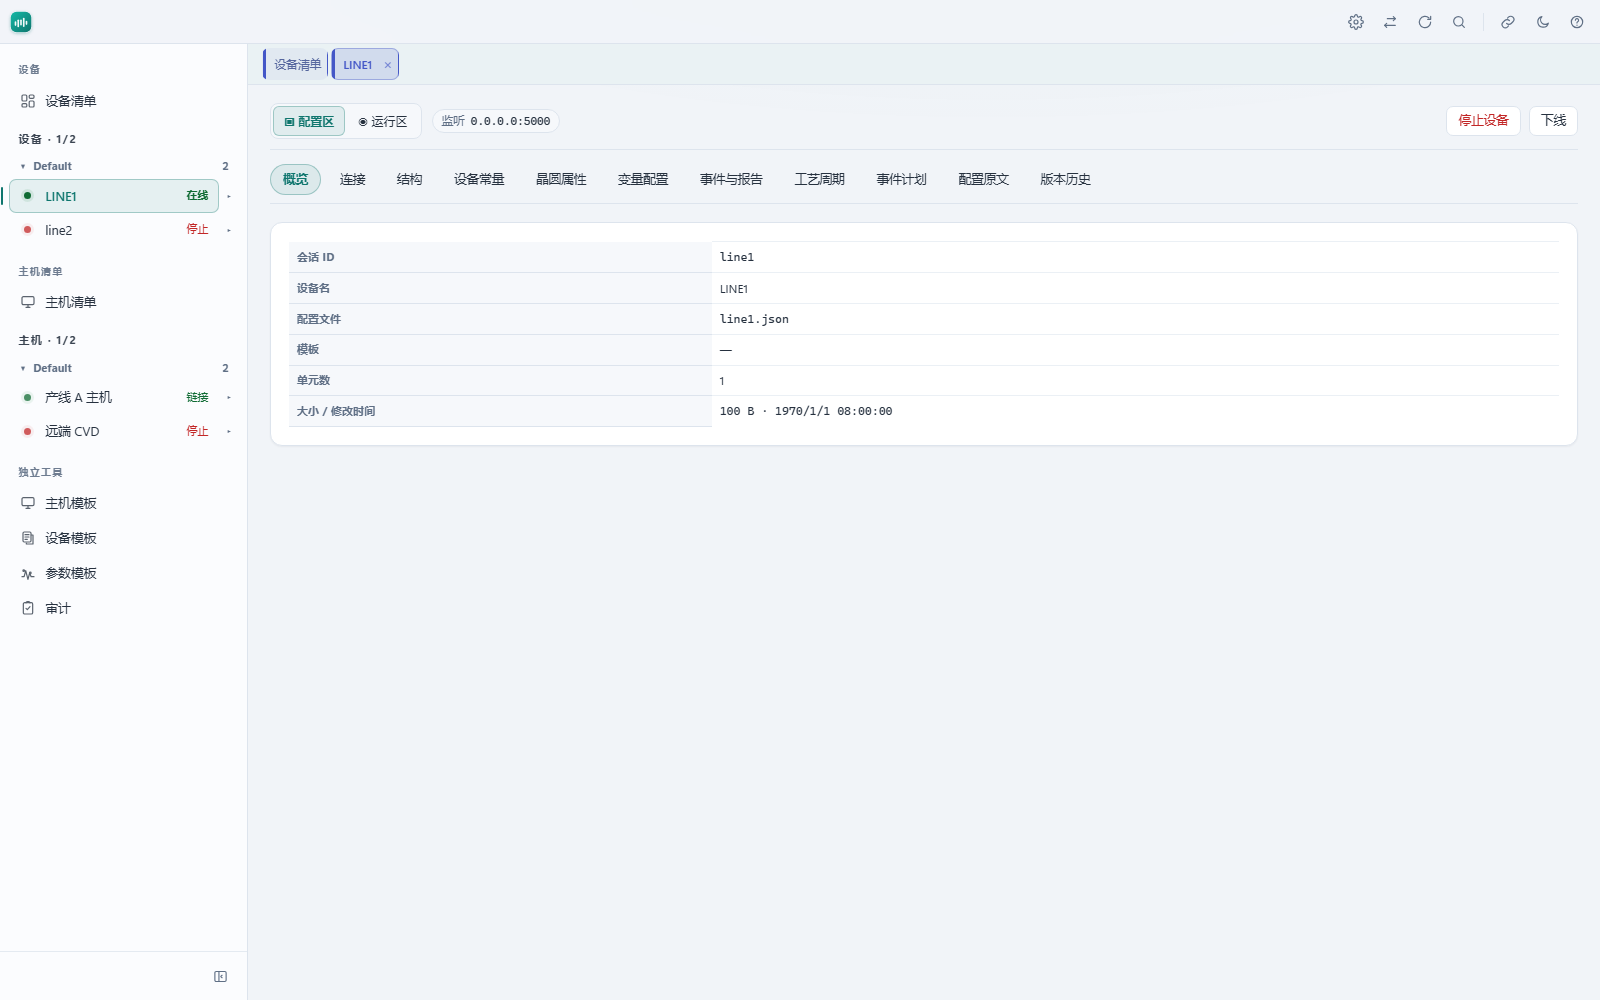 设备
设备清单
设备 · 1/2
Default 2
LINE1 在线
line2 停止
主机清单
主机清单
主机 · 1/2
Default 2
产线 A 主机 链接
远端 CVD 停止
独立工具
主机模板
设备模板
参数模板
审计
设备清单 LINE1 ×
配置区 运行区 监听 0.0.0.0:5000 停止设备 下线
概览 连接 结构 设备常量 晶圆属性 变量配置 事件与报告 工艺周期 事件计划 配置原文 版本历史
会话 ID line1
设备名 LINE1
配置文件 line1.json
模板 —
单元数 1
大小 / 修改时间 100 B · 1970/1/1 08:00:00